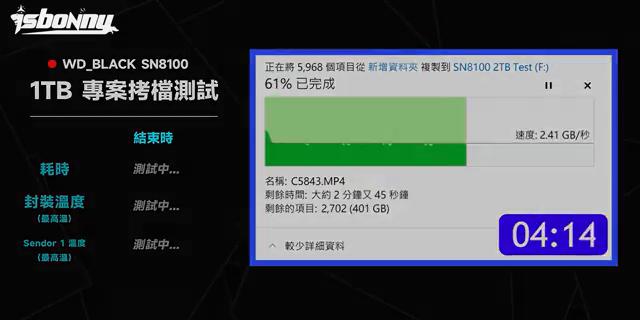 isbonny
WD_BLACK SN8100
1TB 專案拷檔測試
結束時
耗時 測試中...
封裝溫度 測試中...
(最高溫)
Sendor 1 溫度 測試中...
(最高溫)
正在將 5,968 個項目從 新增資料夾 複製到 SN8100 2TB Test (F:)
61% 已完成
速度: 2.41 GB/秒
名稱: C5843.MP4
剩餘時間: 大約 2 分鐘又 45 秒鐘
剩餘的項目: 2,702 (401 GB)
較少詳細資料
04:14